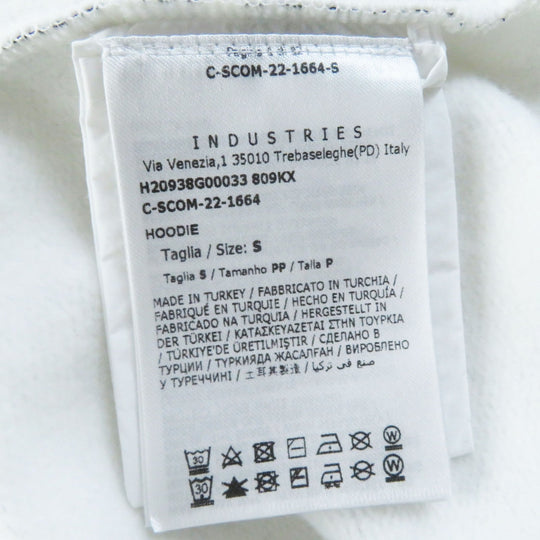 C-SCOM-22-1664-S
INDUSTRIES
Via Venezia,1 35010 Trebaseleghe(PD) Italy
H20938G00033 809KX
C-SCOM-22-1664
HOODIE
Taglia / Size: S
Taglia S / Tamanho PP / Talla P
MADE IN TURKEY / FABBRICATO IN TURCHIA /
FABRIQUÉ EN TURQUIE / HECHO EN TURQUÍA /
FABRICADO NA TURQUIA / HERGESTELLT IN
DER TÜRKEI / ΚΑΤΑΣΚΕΥΑΖΕΤΑΙ ΣΤΗΝ ΤΟΥΡΚΙΑ
/ TÜRKİYE'DE ÜRETİLMİŞTİR / СДЕЛАНО В
ТУРЦИИ / ТУРКИЯДА ЖАСАЛҒАН / ВИРОБЛЕНО
У ТУРЕЧЧИНІ / 土耳其製造 / صنع في تركيا
30 W
30 W